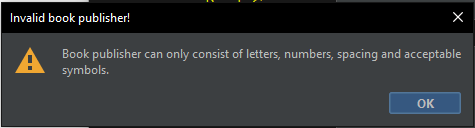 Invalid book publisher!
Book publisher can only consist of letters, numbers, spacing and acceptable
symbols.
OK